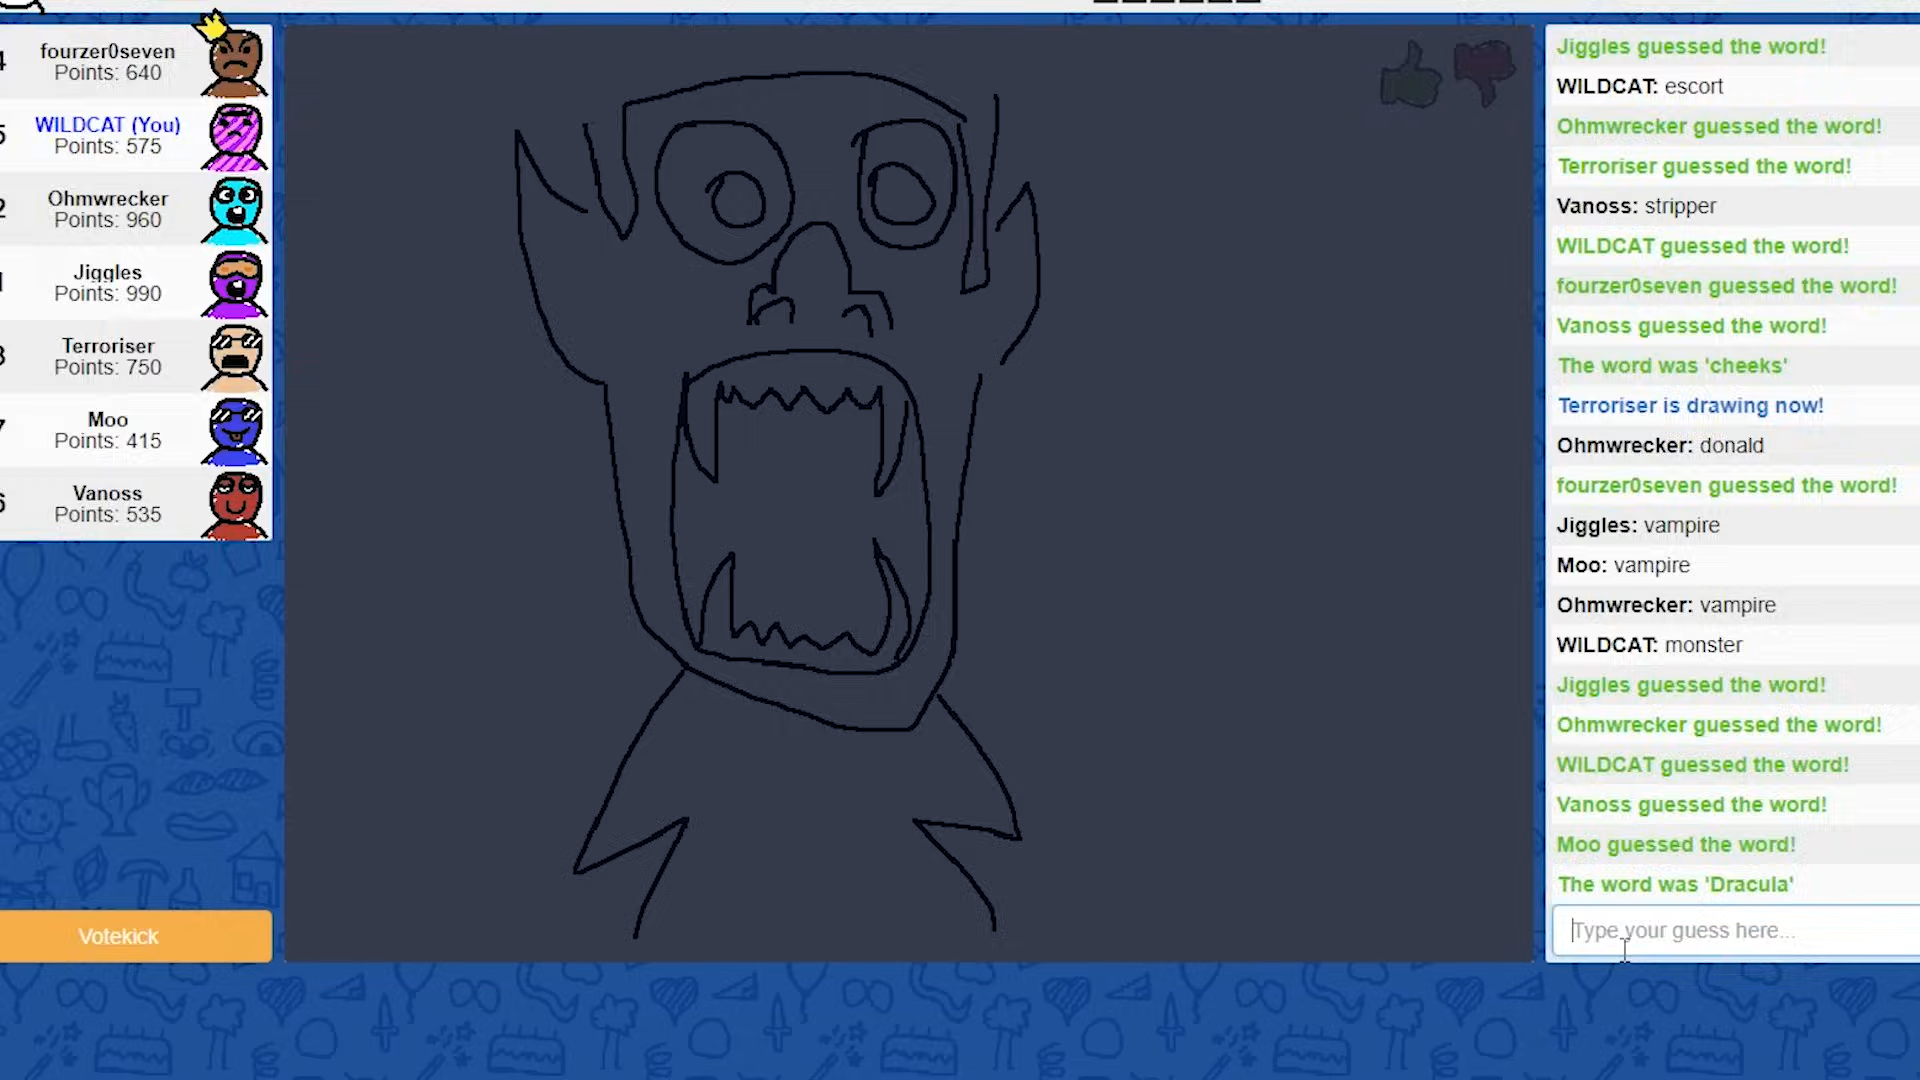 fourzer0seven
Points: 640
WILDCAT (You)
Points: 575
Ohmwrecker
Points: 960
Jiggles
Points: 990
Terroriser
Points: 750
Moo
Points: 415
Vanoss
Points: 535
Votekick
Jiggles guessed the word!
WILDCAT: escort
Ohmwrecker guessed the word!
Terroriser guessed the word!
Vanoss: stripper
WILDCAT guessed the word!
fourzer0seven guessed the word!
Vanoss guessed the word!
The word was 'cheeks'
Terroriser is drawing now!
Ohmwrecker: donald
fourzer0seven guessed the word!
Jiggles: vampire
Moo: vampire
Ohmwrecker: vampire
WILDCAT: monster
Jiggles guessed the word!
Ohmwrecker guessed the word!
WILDCAT guessed the word!
Vanoss guessed the word!
Moo guessed the word!
The word was 'Dracula'
Type your guess here...